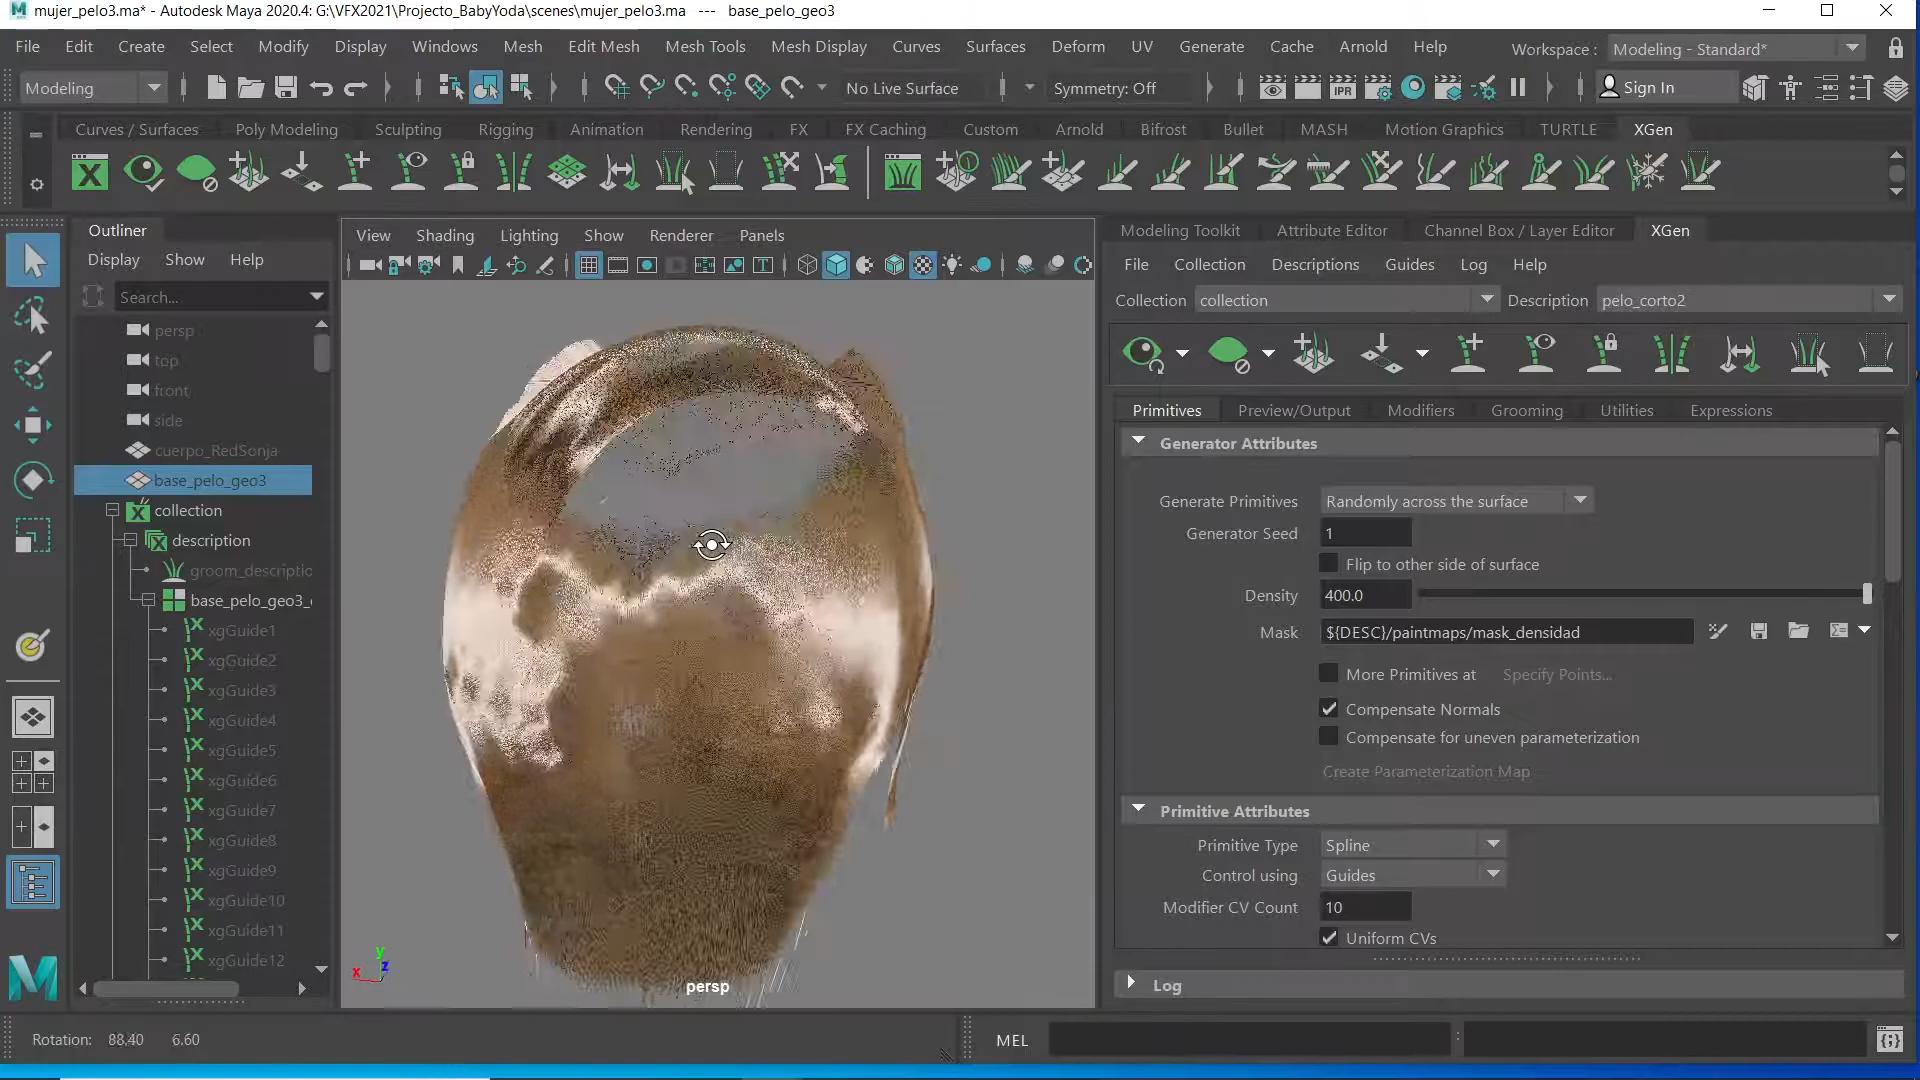 mujer_pelo3.ma* - Autodesk Maya 2020.4: G:\VFX2021\Projecto_BabyYoda\scenes\mujer_pelo3.ma --- base_pelo_geo3
File Edit Create Select Modify Display Windows Mesh Edit Mesh Mesh Tools Mesh Display Curves Surfaces Deform UV Generate Cache Arnold Help Workspace : Modeling - Standard*
Modeling No Live Surface Symmetry: Off IPR Sign In
Curves / Surfaces Poly Modeling Sculpting Rigging Animation Rendering FX FX Caching Custom Arnold Bifrost Bullet MASH Motion Graphics TURTLE XGen
Outliner
Display Show Help
Search...
persp
top
front
side
cuerpo_RedSonja
base_pelo_geo3
collection
description
groom_descriptio
base_pelo_geo3_
xgGuide1
xgGuide2
xgGuide3
xgGuide4
xgGuide5
xgGuide6
xgGuide7
xgGuide8
xgGuide9
xgGuide10
xgGuide11
xgGuide12
View Shading Lighting Show Renderer Panels
y
x z
persp
Modeling Toolkit Attribute Editor Channel Box / Layer Editor XGen
File Collection Descriptions Guides Log Help
Collection collection Description pelo_corto2
Primitives Preview/Output Modifiers Grooming Utilities Expressions
Generator Attributes
Generate Primitives Randomly across the surface
Generator Seed 1
Flip to other side of surface
Density 400.0
Mask ${DESC}/paintmaps/mask_densidad
More Primitives at Specify Points...
Compensate Normals
Compensate for uneven parameterization
Create Parameterization Map
Primitive Attributes
Primitive Type Spline
Control using Guides
Modifier CV Count 10
Uniform CVs
Log
Rotation: 88.40 6.60 MEL